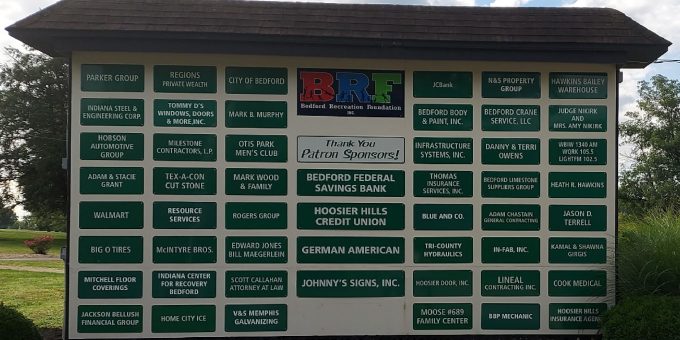 PARKER GROUP
INDIANA STEEL &
ENGINEERING CORP.
HOBSON
AUTOMOTIVE
GROUP
ADAM & STACIE
GRANT
WALMART
BIG O TIRES
MITCHELL FLOOR
COVERINGS
JACKSON BELLUSH
FINANCIAL GROUP
REGIONS
PRIVATE WEALTH
TOMMY D'S
WINDOWS, DOORS
& MORE, INC.
MILESTONE
CONTRACTORS, L.P.
TEX-A-CON
CUT STONE
RESOURCE
SERVICES
McINTYRE BROS.
INDIANA CENTER
FOR RECOVERY
BEDFORD
HOME CITY ICE
CITY OF BEDFORD
MARK B. MURPHY
OTIS PARK
MEN'S CLUB
MARK WOOD
& FAMILY
ROGERS GROUP
EDWARD JONES
BILL MAEGERLEIN
SCOTT CALLAHAN,
ATTORNEY AT LAW
V&S MEMPHIS
GALVANIZING
BRF
Bedford Recreation Foundation
INC.
Thank You
Patron Sponsors!
BEDFORD FEDERAL
SAVINGS BANK
HOOSIER HILLS
CREDIT UNION
GERMAN AMERICAN
JOHNNY'S SIGNS, INC.
JCBank
BEDFORD BODY
& PAINT, INC.
INFRASTRUCTURE
SYSTEMS, INC.
THOMAS
INSURANCE
SERVICES, INC.
BLUE AND CO.
TRI-COUNTY
HYDRAULICS
HOOSIER DOOR, INC.
MOOSE #689
FAMILY CENTER
N&S PROPERTY
GROUP
BEDFORD CRANE
SERVICE, LLC
DANNY & TERRI
OWENS
BEDFORD LIMESTONE
SUPPLIERS GROUP
ADAM CHASTAIN
GENERAL CONTRACTING
IN-FAB, INC.
LINEAL
CONTRACTING INC.
BBP MECHANIC
HAWKINS BAILEY
WAREHOUSE
JUDGE NIKIRK
AND
MRS. AMY NIKIRK
WBIW 1340 AM
WORK 105.5
LIGHTFM 102.5
HEATH R. HAWKINS
JASON D.
TERRELL
KAMAL & SHAWNA
GIRGIS
COOK MEDICAL
HOOSIER HILLS
INSURANCE AGENCY